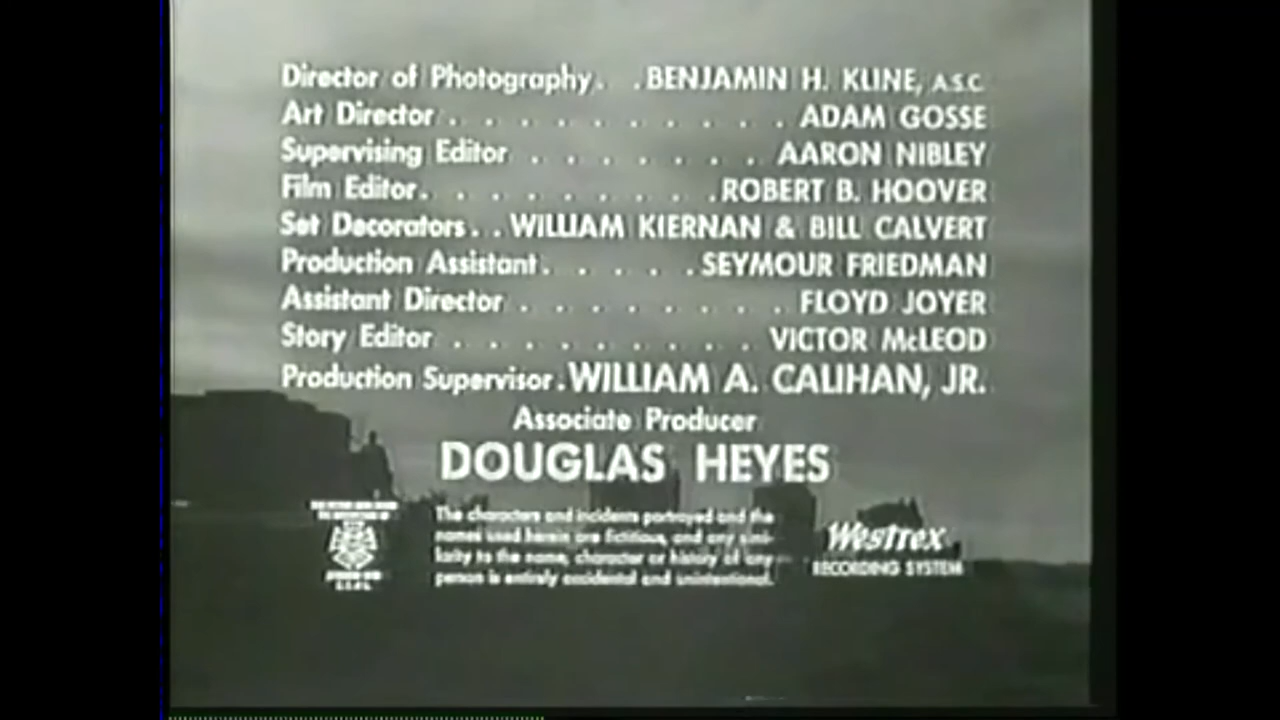 Director of Photography. .BENJAMIN H. KLINE, A.S.C.
Art Director . . . . . . . . . . ADAM GOSSE
Supervising Editor . . . . . . . AARON NIBLEY
Film Editor. . . . . . . . .ROBERT B. HOOVER
Set Decorators. . WILLIAM KIERNAN & BILL CALVERT
Production Assistant. . . . . .SEYMOUR FRIEDMAN
Assistant Director . . . . . . . . FLOYD JOYER
Story Editor . . . . . . . . . VICTOR McLEOD
Production Supervisor.WILLIAM A. CALIHAN, JR.
Associate Producer
DOUGLAS HEYES
The characters and incidents portrayed and the
names used herein are fictitious, and any simi-
larity to the name, character or history of any
person is entirely accidental and unintentional.
Westrex
RECORDING SYSTEM